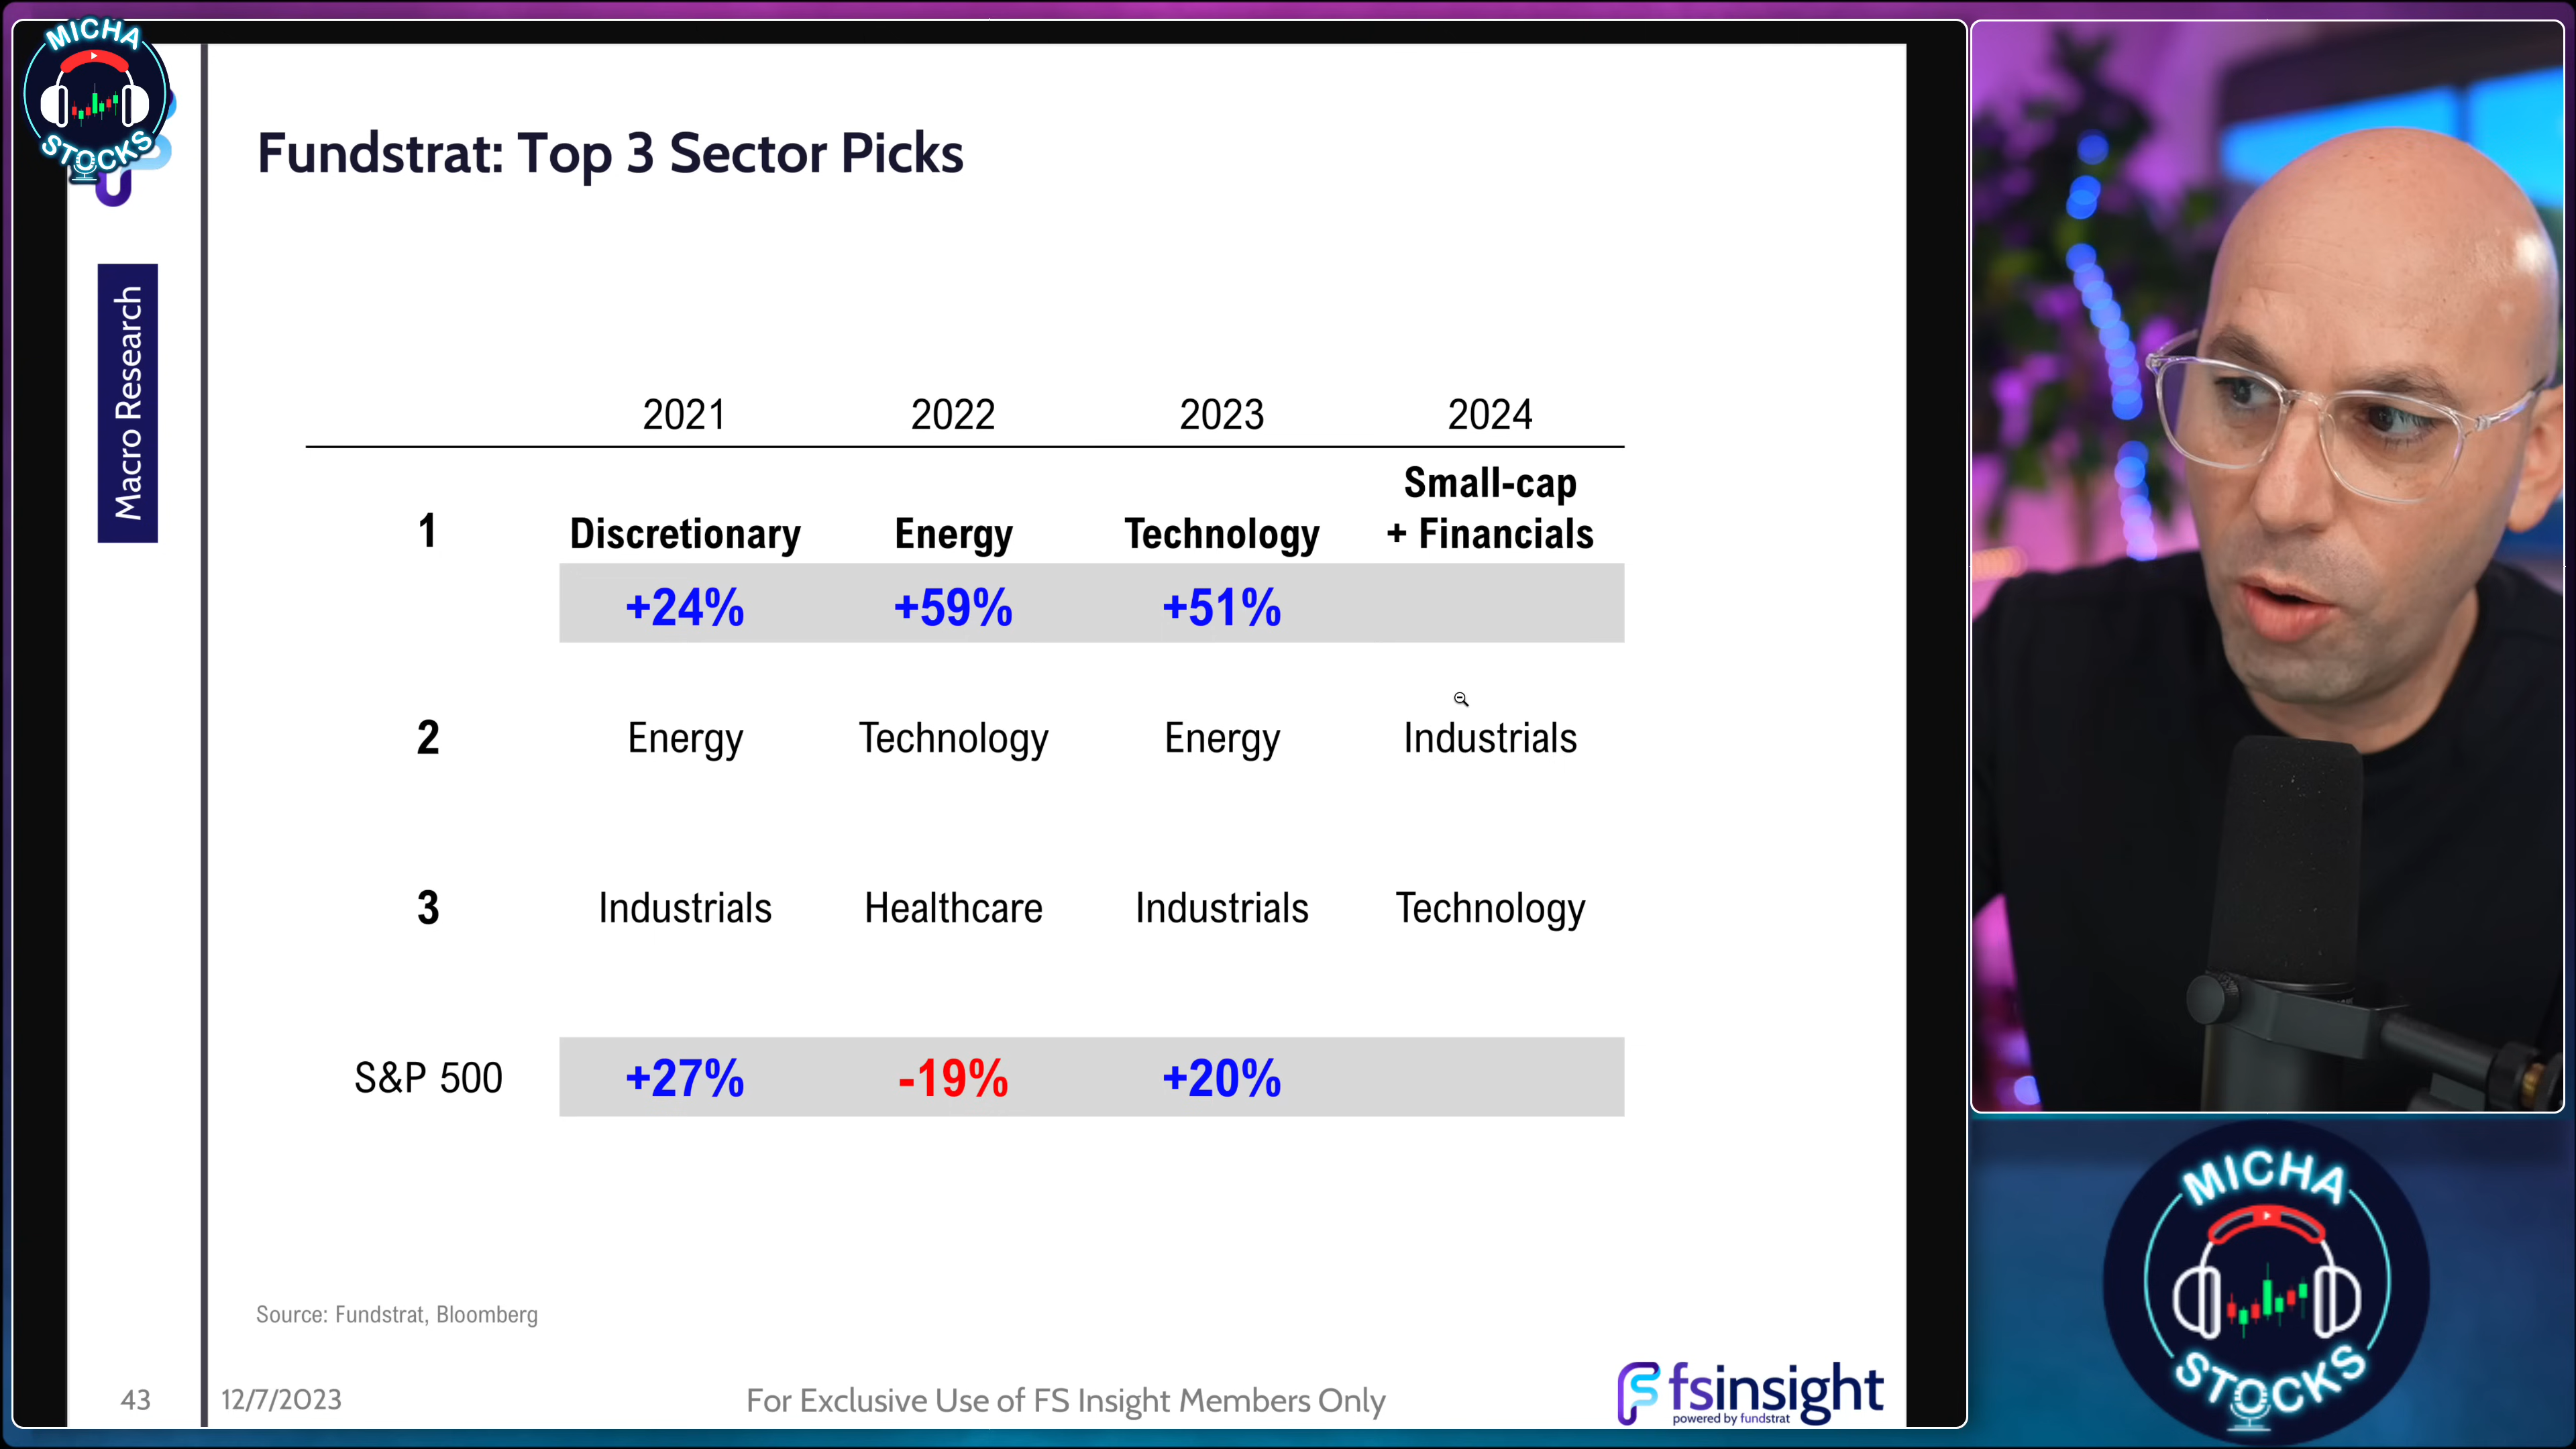 MICHA
STOCKS
Fundstrat: Top 3 Sector Picks
Macro Research
2021 2022 2023 2024
1 Discretionary Energy Technology Small-cap
+ Financials
+24% +59% +51%
2 Energy Technology Energy Industrials
3 Industrials Healthcare Industrials Technology
S&P 500 +27% -19% +20%
Source: Fundstrat, Bloomberg
43 12/7/2023 For Exclusive Use of FS Insight Members Only
fsinsight
powered by fundstrat
MICHA
STOCKS